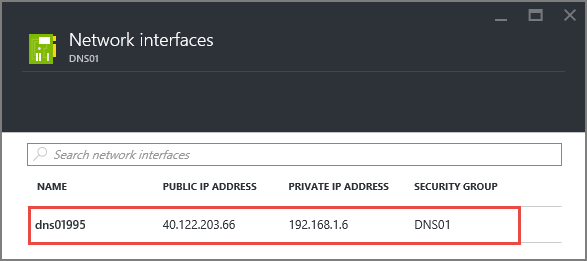 Network interfaces
DNS01
Search network interfaces
NAME PUBLIC IP ADDRESS PRIVATE IP ADDRESS SECURITY GROUP
dns01995 40.122.203.66 192.168.1.6 DNS01